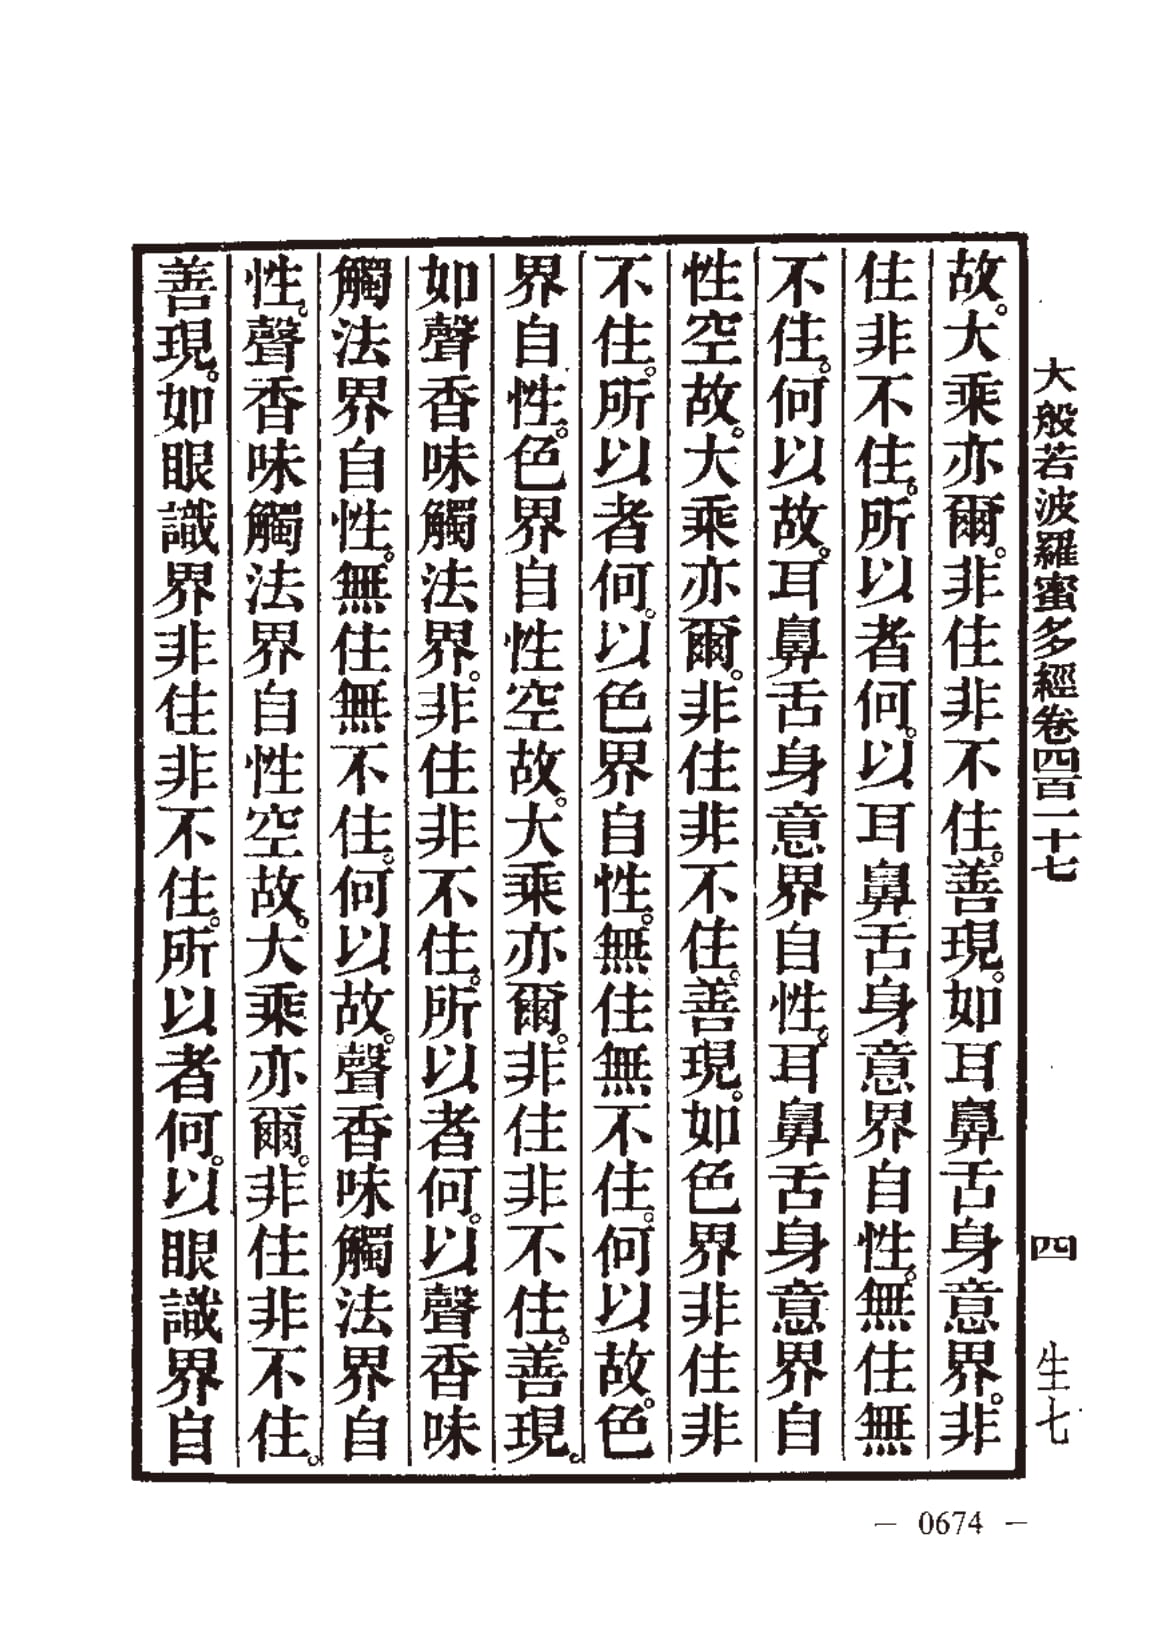 大般若波羅蜜多經卷四百一十七 四 生七
故。大乘亦爾。非住非不住。善現。如耳鼻舌身意界。非
住非不住。所以者何。以耳鼻舌身意界自性。無住無
不住。何以故。耳鼻舌身意界自性。耳鼻舌身意界自
性空故。大乘亦爾。非住非不住。善現。如色界非住非
不住。所以者何。以色界自性。無住無不住。何以故。色
界自性。色界自性空故。大乘亦爾。非住非不住。善現。
如聲香味觸法界。非住非不住。所以者何。以聲香味
觸法界自性。無住無不住。何以故。聲香味觸法界自
性。聲香味觸法界自性空故。大乘亦爾。非住非不住。
善現。如眼識界非住非不住。所以者何。以眼識界自
— 0674 —